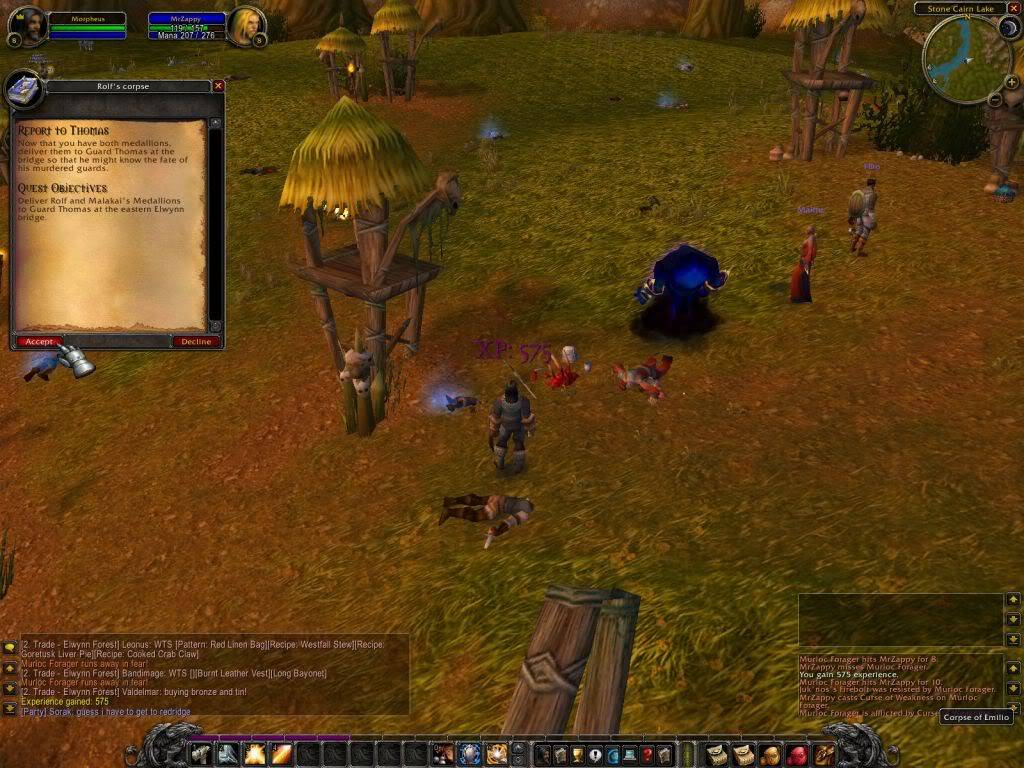 Morpheus
8
MrZappy
119 / 157
Mana 207 / 276
8
Stone Cairn Lake
N
Rolf's corpse
Report to Thomas
Now that you have both medallions,
deliver them to Guard Thomas at the
bridge so that he might know the fate of
his murdered guards.
Quest Objectives
Deliver Rolf and Malakai's Medallions
to Guard Thomas at the eastern Elwynn
bridge.
Accept
Decline
XP: 575
[2. Trade - Elwynn Forest] Leonus: WTS [Pattern: Red Linen Bag][Recipe: Westfall Stew][Recipe:
Goretusk Liver Pie][Recipe: Cooked Crab Claw]
Murloc Forager runs away in fear!
[2. Trade - Elwynn Forest] Bandimage: WTS [][Burnt Leather Vest][Long Bayonet]
Murloc Forager runs away in fear!
[2. Trade - Elwynn Forest] Valdelmar: buying bronze and tin!
Experience gained: 575
[Party] Sorak: guess i have to get to redridge
Murloc Forager hits MrZappy for 8.
MrZappy misses Murloc Forager.
You gain 575 experience.
Murloc Forager hits MrZappy for 10.
Juk'nos's Firebolt was resisted by Murloc Forager.
MrZappy casts Curse of Weakness on Murloc
Forager.
Murloc Forager is afflicted by Curse
Corpse of Emilio